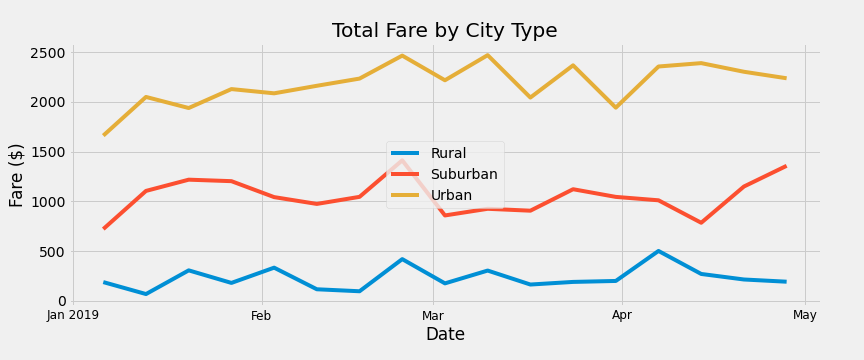 Total Fare by City Type
Fare ($)
2500
2000
1500
1000
500
0
Rural
Suburban
Urban
Jan 2019 Feb Mar Apr May
Date